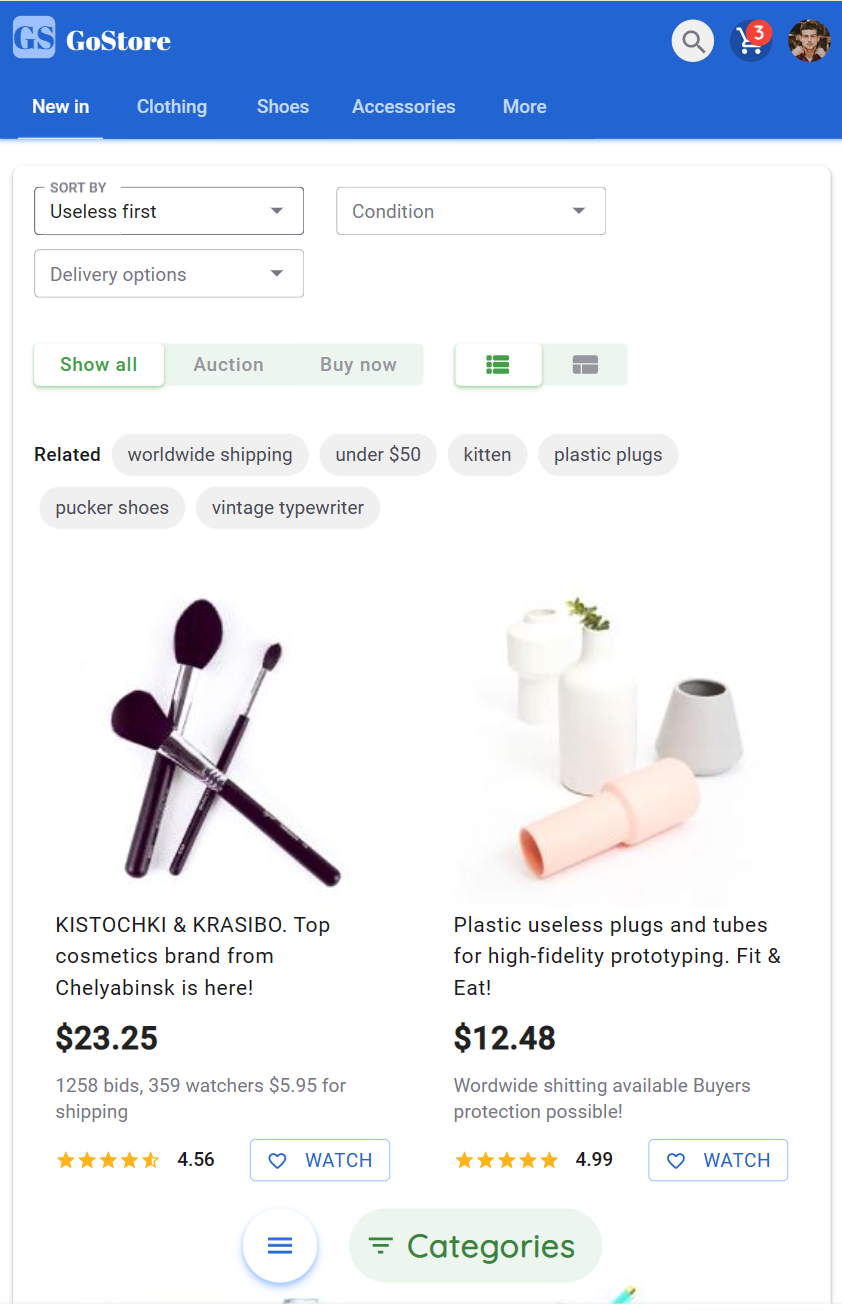 GS GoStore
3
New in Clothing Shoes Accessories More
SORT BY
Useless first Condition
Delivery options
Show all Auction Buy now
Related worldwide shipping under $50 kitten plastic plugs
pucker shoes vintage typewriter
KISTOCHKI & KRASIBO. Top
cosmetics brand from
Chelyabinsk is here!
$23.25
1258 bids, 359 watchers $5.95 for
shipping
4.56 WATCH
Plastic useless plugs and tubes
for high-fidelity prototyping. Fit &
Eat!
$12.48
Wordwide shitting available Buyers
protection possible!
4.99 WATCH
Categories